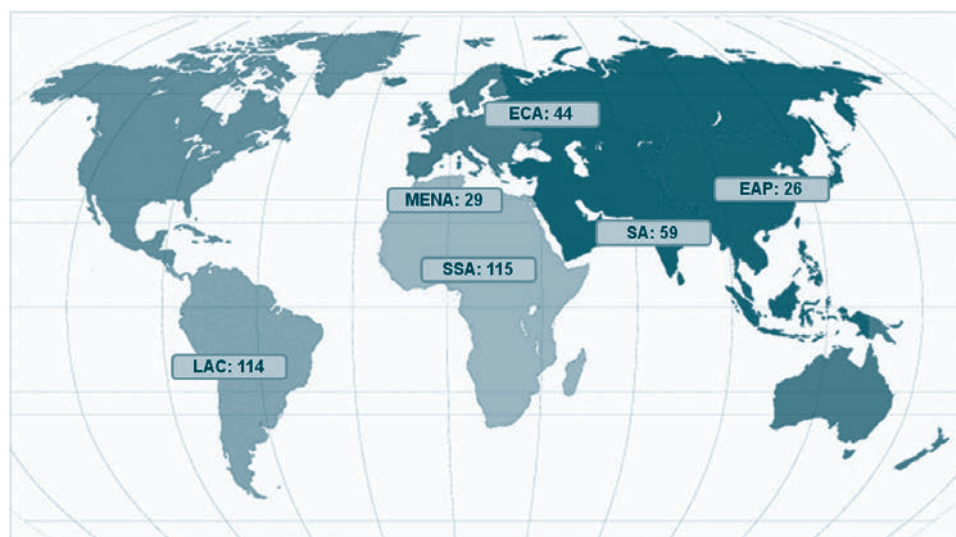 ECA: 44
EAP: 26
MENA: 29
SA: 59
SSA: 115
LAC: 114